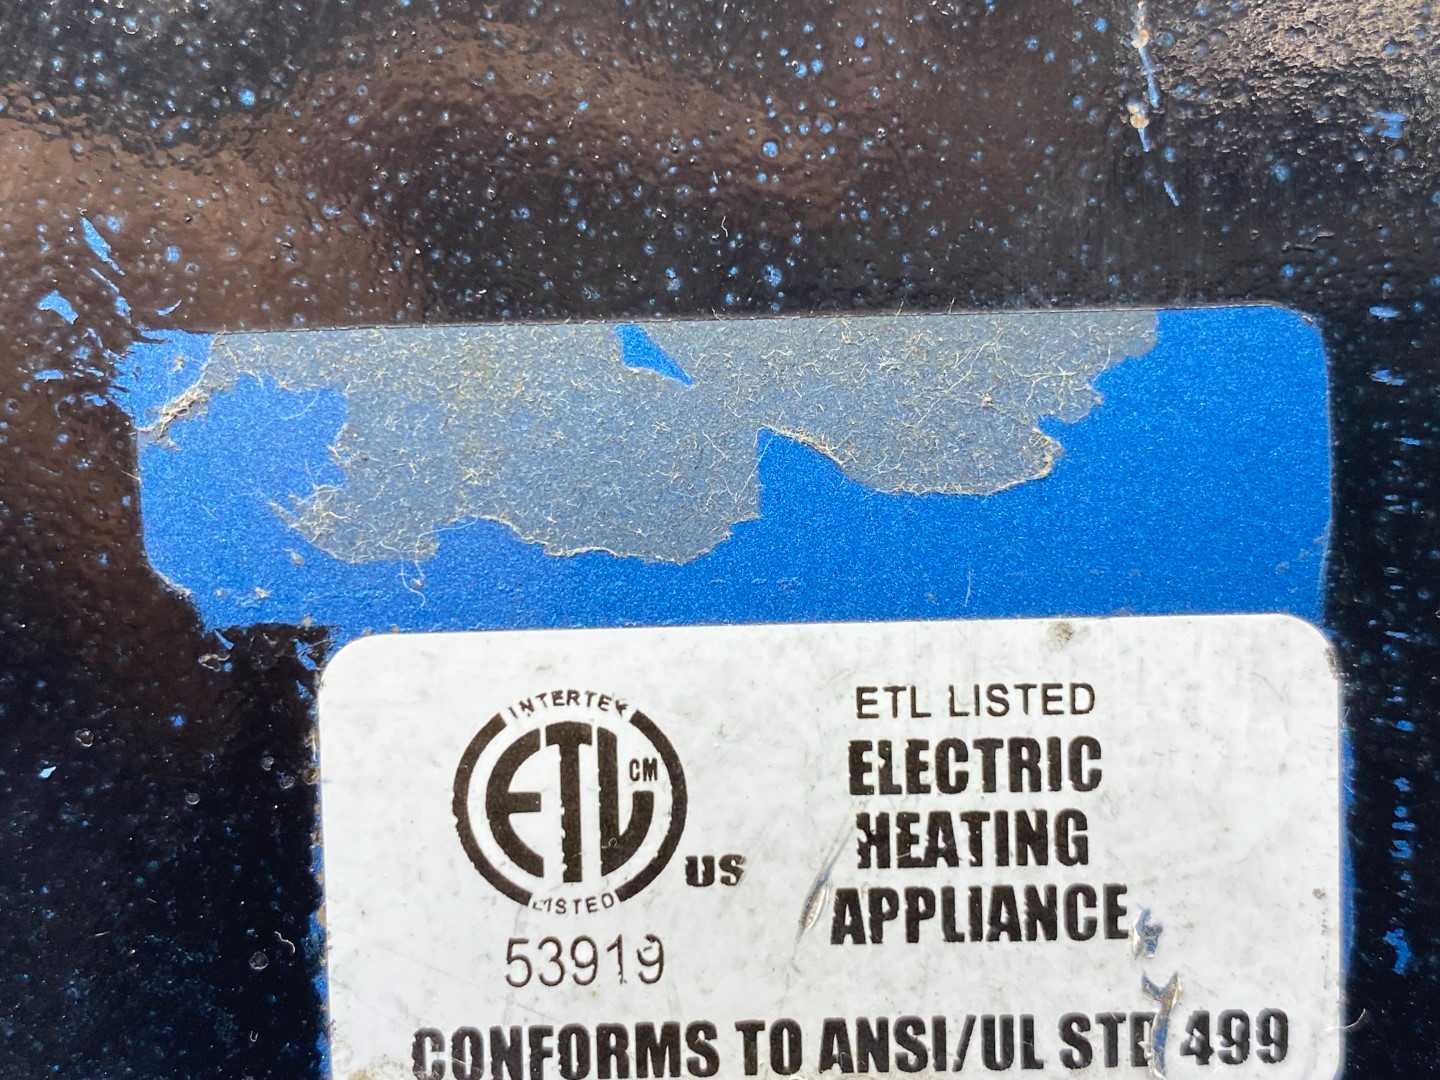 INTERTEK
ETL CM
US
LISTED
53919
ETL LISTED
ELECTRIC
HEATING
APPLIANCE
CONFORMS TO ANSI/UL STD 499